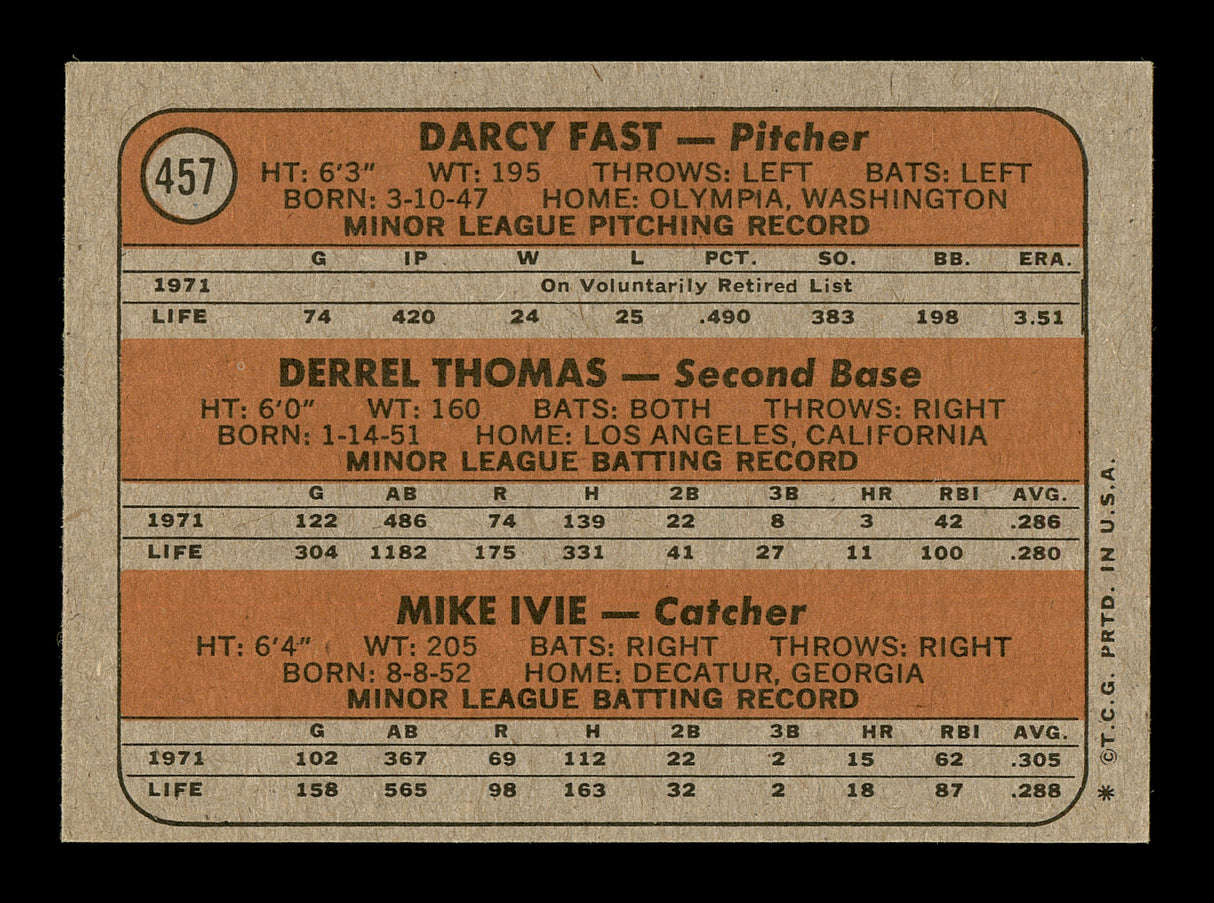 457
DARCY FAST — Pitcher
HT: 6'3" WT: 195 THROWS: LEFT BATS: LEFT
BORN: 3-10-47 HOME: OLYMPIA, WASHINGTON
MINOR LEAGUE PITCHING RECORD
G IP W L PCT. SO. BB. ERA.
1971 On Voluntarily Retired List
LIFE 74 420 24 25 .490 383 198 3.51
DERREL THOMAS — Second Base
HT: 6'0" WT: 160 BATS: BOTH THROWS: RIGHT
BORN: 1-14-51 HOME: LOS ANGELES, CALIFORNIA
MINOR LEAGUE BATTING RECORD
G AB R H 2B 3B HR RBI AVG.
1971 122 486 74 139 22 8 3 42 .286
LIFE 304 1182 175 331 41 27 11 100 .280
MIKE IVIE — Catcher
HT: 6'4" WT: 205 BATS: RIGHT THROWS: RIGHT
BORN: 8-8-52 HOME: DECATUR, GEORGIA
MINOR LEAGUE BATTING RECORD
G AB R H 2B 3B HR RBI AVG.
1971 102 367 69 112 22 2 15 62 .305
LIFE 158 565 98 163 32 2 18 87 .288
* ©T.C.G. PRTD. IN U.S.A.